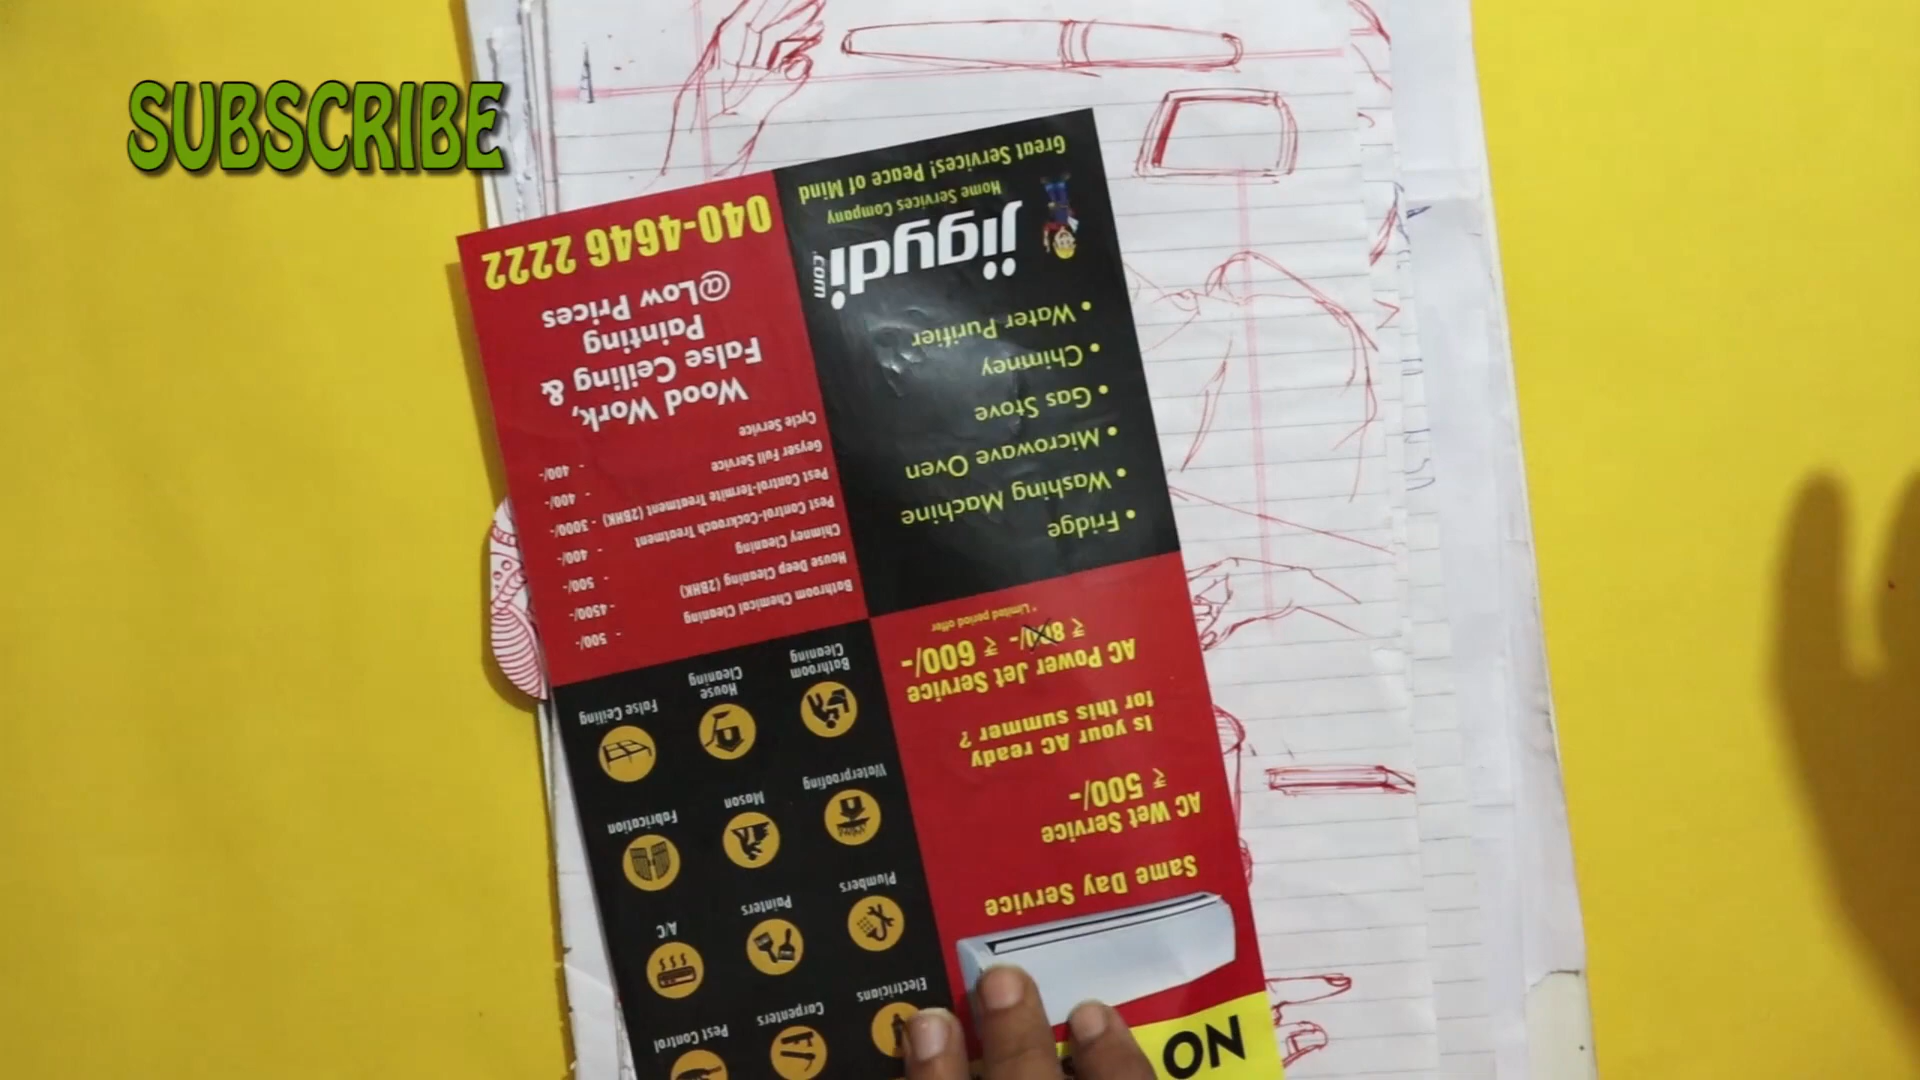 SUBSCRIBE
NO
Same Day Service
AC Wet Service
₹ 500/-
Is your AC ready
for this summer ?
AC Power Jet Service
₹ 800/- ₹ 600/-
* Limited period offer
• Fridge
• Washing Machine
• Microwave Oven
• Gas Stove
• Chimney
• Water Purifier
jigydi.com
Home Services Company
Great Services! Peace of Mind
Electricians
Carpenters
Pest Control
Plumbers
Painters
A/C
Waterproofing
Mason
Fabrication
Bathroom
Cleaning
House
Cleaning
False Ceiling
Bathroom Chemical Cleaning - 500/-
House Deep Cleaning (2BHK) - 4500/-
Chimney Cleaning - 500/-
Pest Control-Cockroach Treatment - 400/-
Pest Control-Termite Treatment (2BHK) - 3000/-
Geyser Full Service - 400/-
Cycle Service - 400/-
Wood Work,
False Ceiling &
Painting
@Low Prices
040-4646 2222